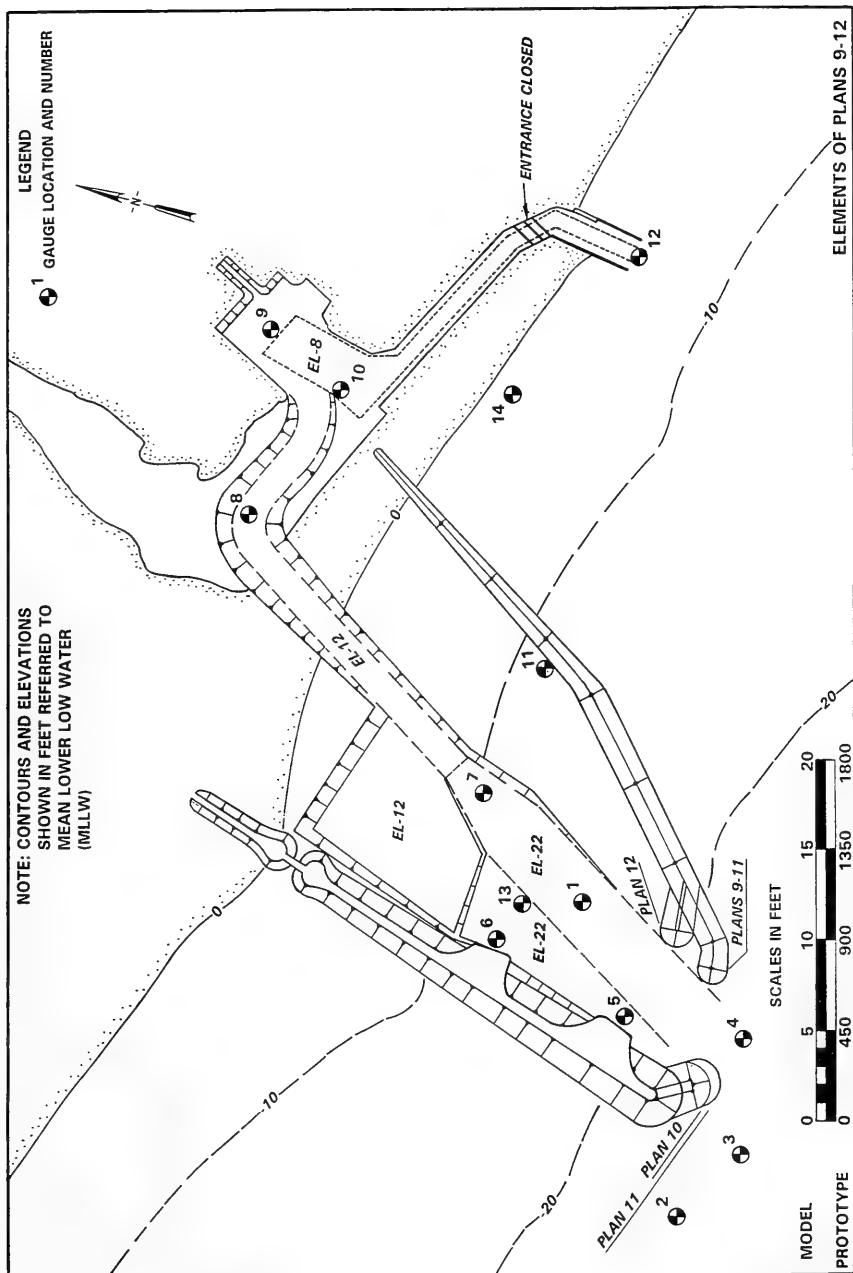 NOTE: CONTOURS AND ELEVATIONS
SHOWN IN FEET REFERRED TO
MEAN LOWER LOW WATER
(MLLW)
LEGEND
1 GAUGE LOCATION AND NUMBER
-N-
0
0
-10
-10
-20
-20
9
EL-8
10
8
EL-12
EL-12
ENTRANCE CLOSED
12
14
11
7
EL-22
13
6
EL-22
1
5
4
3
2
PLAN 12
PLANS 9-11
PLAN 10
PLAN 11
SCALES IN FEET
MODEL 0 5 10 15 20
PROTOTYPE 0 450 900 1350 1800
ELEMENTS OF PLANS 9-12